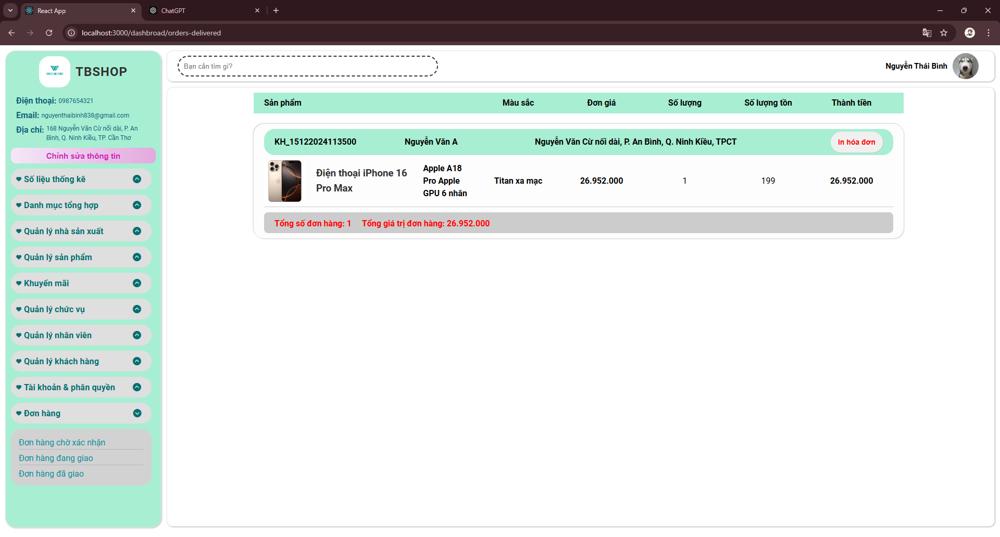 React App
ChatGPT
localhost:3000/dashbroad/orders-delivered
TBSHOP
Điện thoại: 0987654321
Email: nguyenthaibinh838@gmail.com
Địa chỉ: 168 Nguyễn Văn Cừ nối dài, P. An
Bình, Q. Ninh Kiều, TP. Cần Thơ
Chỉnh sửa thông tin
Số liệu thống kê
Danh mục tổng hợp
Quản lý nhà sản xuất
Quản lý sản phẩm
Khuyến mãi
Quản lý chức vụ
Quản lý nhân viên
Quản lý khách hàng
Tài khoản & phân quyền
Đơn hàng
Đơn hàng chờ xác nhận
Đơn hàng đang giao
Đơn hàng đã giao
Bạn cần tìm gì?
Nguyễn Thái Bình
Sản phẩm Màu sắc Đơn giá Số lượng Số lượng tồn Thành tiền
KH_15122024113500 Nguyễn Văn A Nguyễn Văn Cừ nối dài, P. An Bình, Q. Ninh Kiều, TPCT In hóa đơn
Điện thoại iPhone 16
Pro Max
Apple A18
Pro Apple
GPU 6 nhân
Titan xa mạc 26.952.000 1 199 26.952.000
Tổng số đơn hàng: 1 Tổng giá trị đơn hàng: 26.952.000